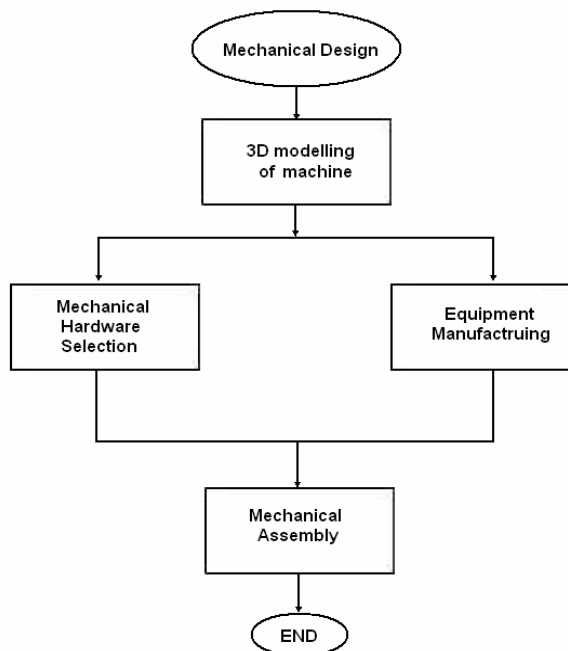 Mechanical Design
3D modelling
of machine
Mechanical
Hardware
Selection
Equipment
Manufactruing
Mechanical
Assembly
END